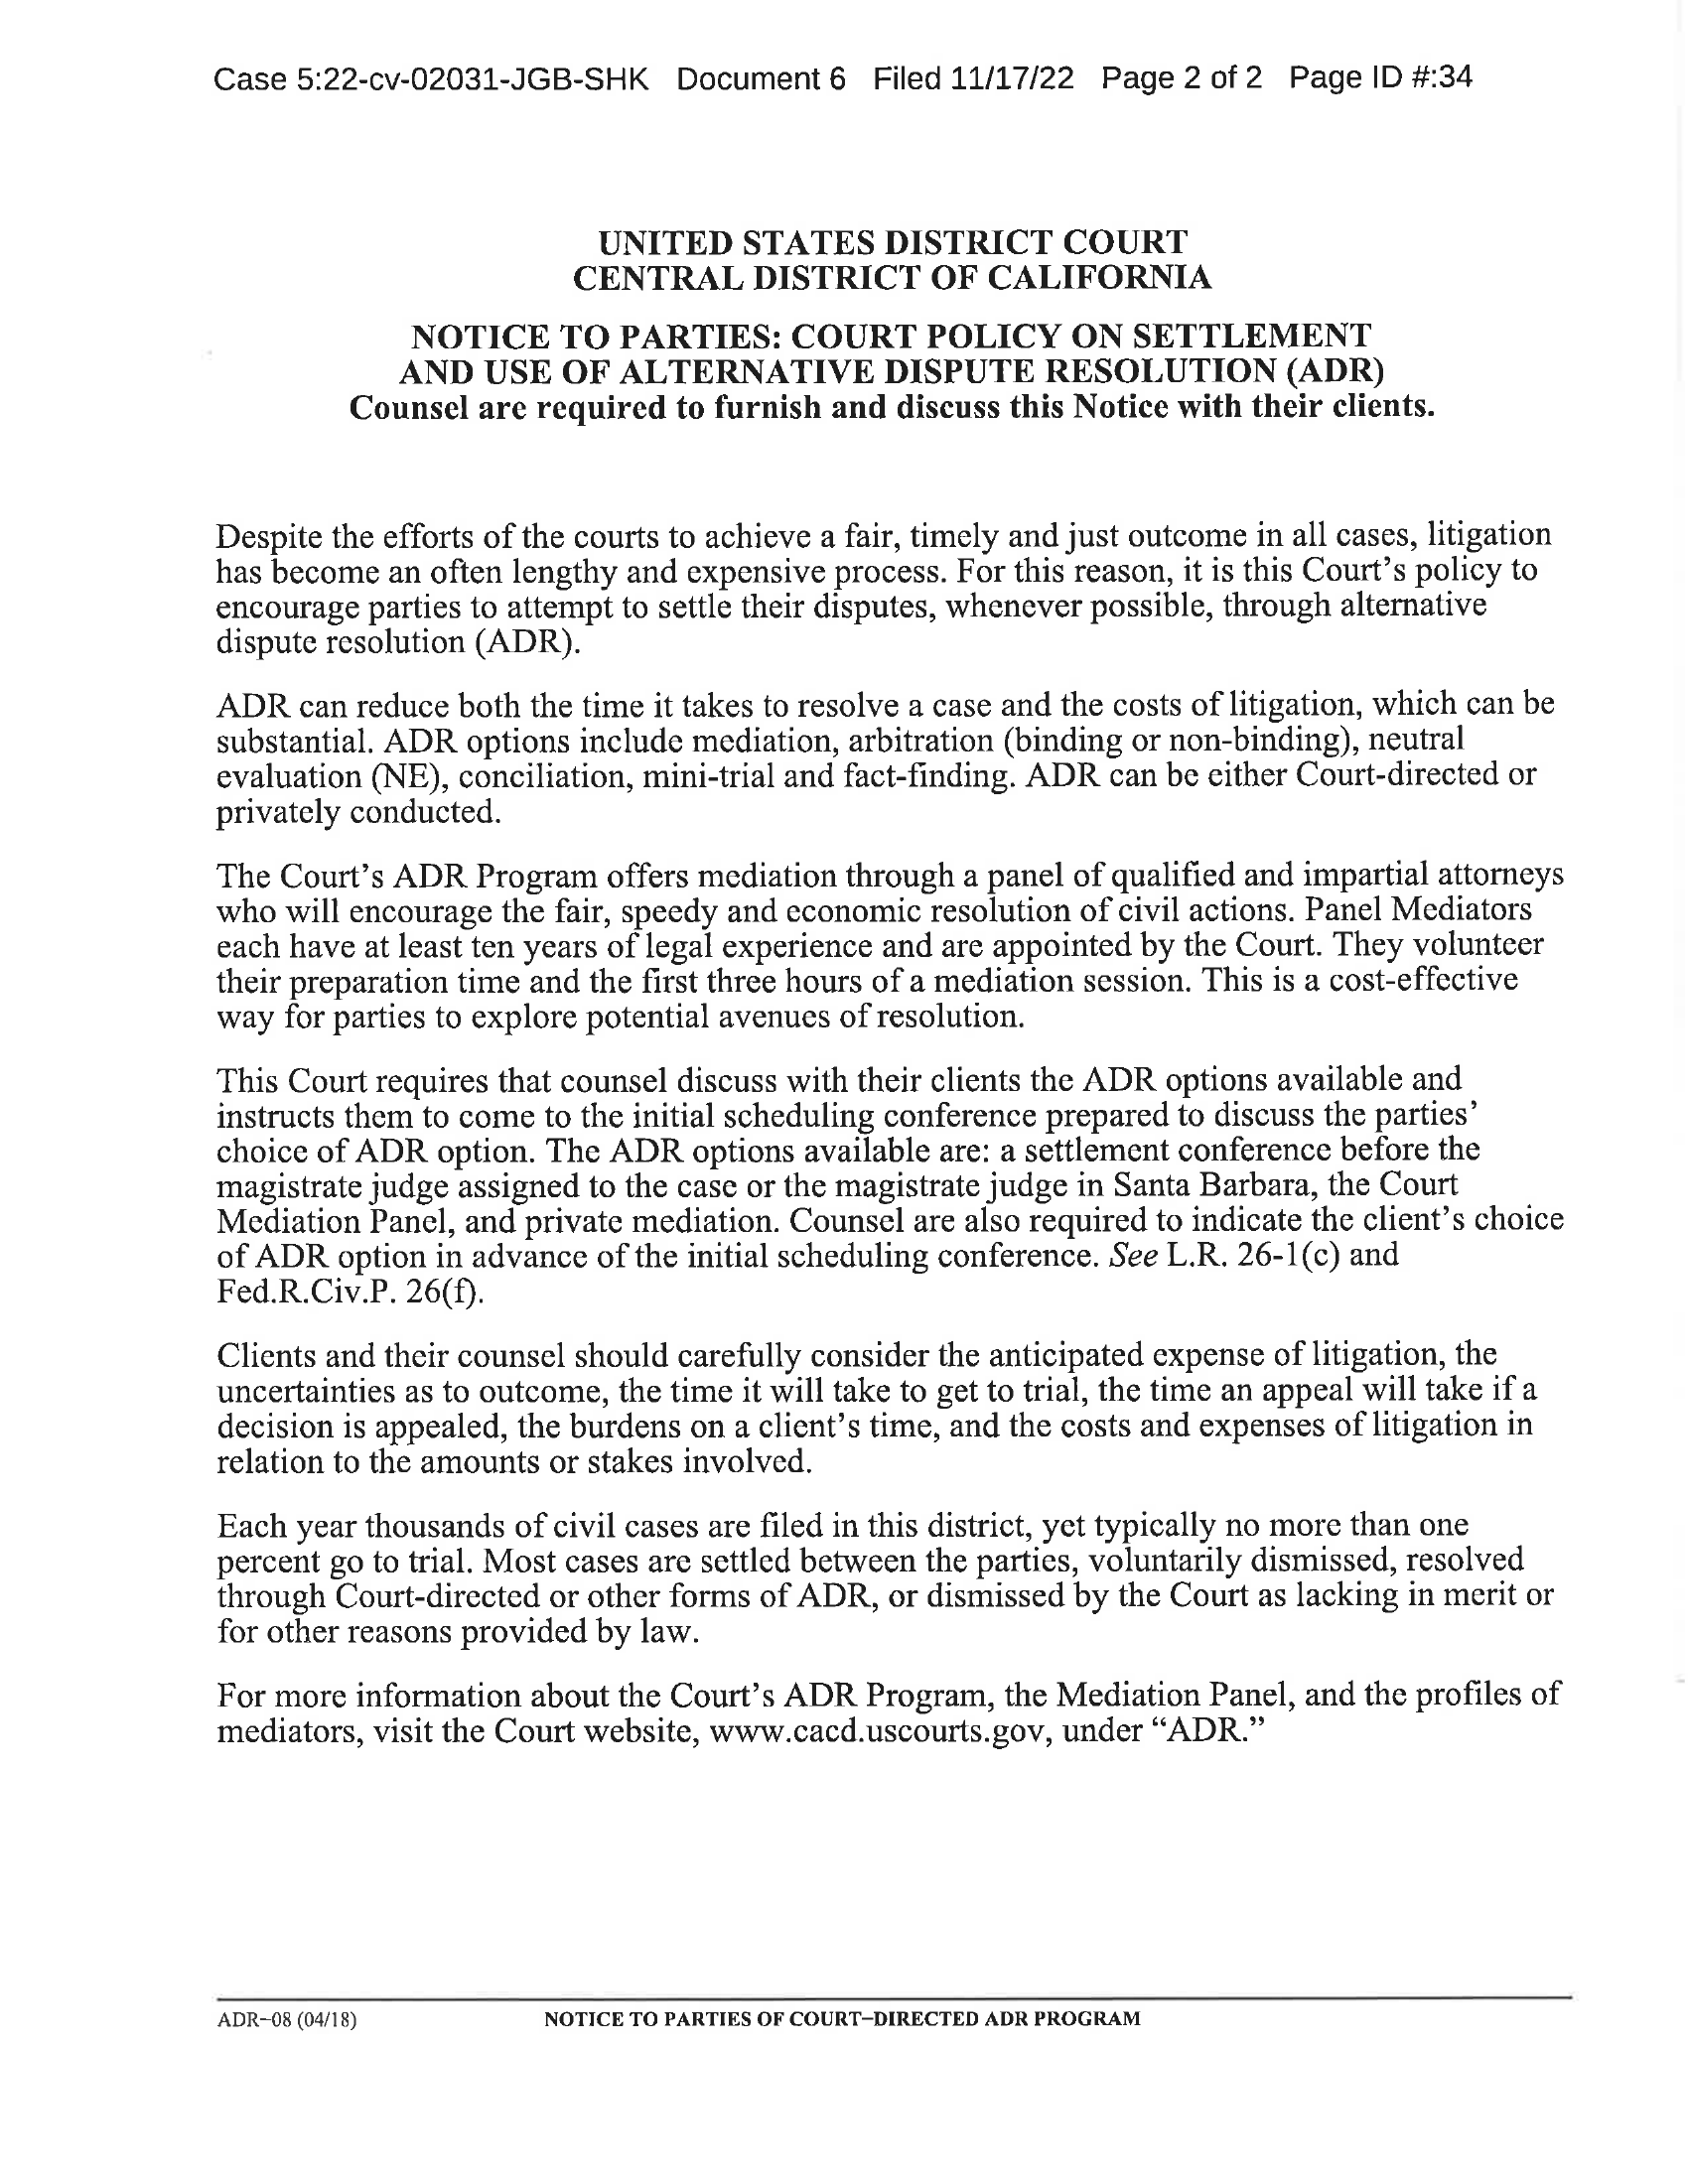 Case 5:22-cv-02031-JGB-SHK Document 6 Filed 11/17/22 Page 2 of 2 Page ID #:34
UNITED STATES DISTRICT COURT
CENTRAL DISTRICT OF CALIFORNIA
NOTICE TO PARTIES: COURT POLICY ON SETTLEMENT
AND USE OF ALTERNATIVE DISPUTE RESOLUTION (ADR)
Counsel are required to furnish and discuss this Notice with their clients.
Despite the efforts of the courts to achieve a fair, timely and just outcome in all cases, litigation
has become an often lengthy and expensive process. For this reason, it is this Court's policy to
encourage parties to attempt to settle their disputes, whenever possible, through alternative
dispute resolution (ADR).
ADR can reduce both the time it takes to resolve a case and the costs of litigation, which can be
substantial. ADR options include mediation, arbitration (binding or non-binding), neutral
evaluation (NE), conciliation, mini-trial and fact-finding. ADR can be either Court-directed or
privately conducted.
The Court's ADR Program offers mediation through a panel of qualified and impartial attorneys
who will encourage the fair, speedy and economic resolution of civil actions. Panel Mediators
each have at least ten years of legal experience and are appointed by the Court. They volunteer
their preparation time and the first three hours of a mediation session. This is a cost-effective
way for parties to explore potential avenues of resolution.
This Court requires that counsel discuss with their clients the ADR options available and
instructs them to come to the initial scheduling conference prepared to discuss the parties'
choice of ADR option. The ADR options available are: a settlement conference before the
magistrate judge assigned to the case or the magistrate judge in Santa Barbara, the Court
Mediation Panel, and private mediation. Counsel are also required to indicate the client's choice
of ADR option in advance of the initial scheduling conference. See L.R. 26-1(c) and
Fed.R.Civ.P. 26(f).
Clients and their counsel should carefully consider the anticipated expense of litigation, the
uncertainties as to outcome, the time it will take to get to trial, the time an appeal will take if a
decision is appealed, the burdens on a client's time, and the costs and expenses of litigation in
relation to the amounts or stakes involved.
Each year thousands of civil cases are filed in this district, yet typically no more than one
percent go to trial. Most cases are settled between the parties, voluntarily dismissed, resolved
through Court-directed or other forms of ADR, or dismissed by the Court as lacking in merit or
for other reasons provided by law.
For more information about the Court's ADR Program, the Mediation Panel, and the profiles of
mediators, visit the Court website, www.cacd.uscourts.gov, under “ADR.”
ADR–08 (04/18) NOTICE TO PARTIES OF COURT–DIRECTED ADR PROGRAM